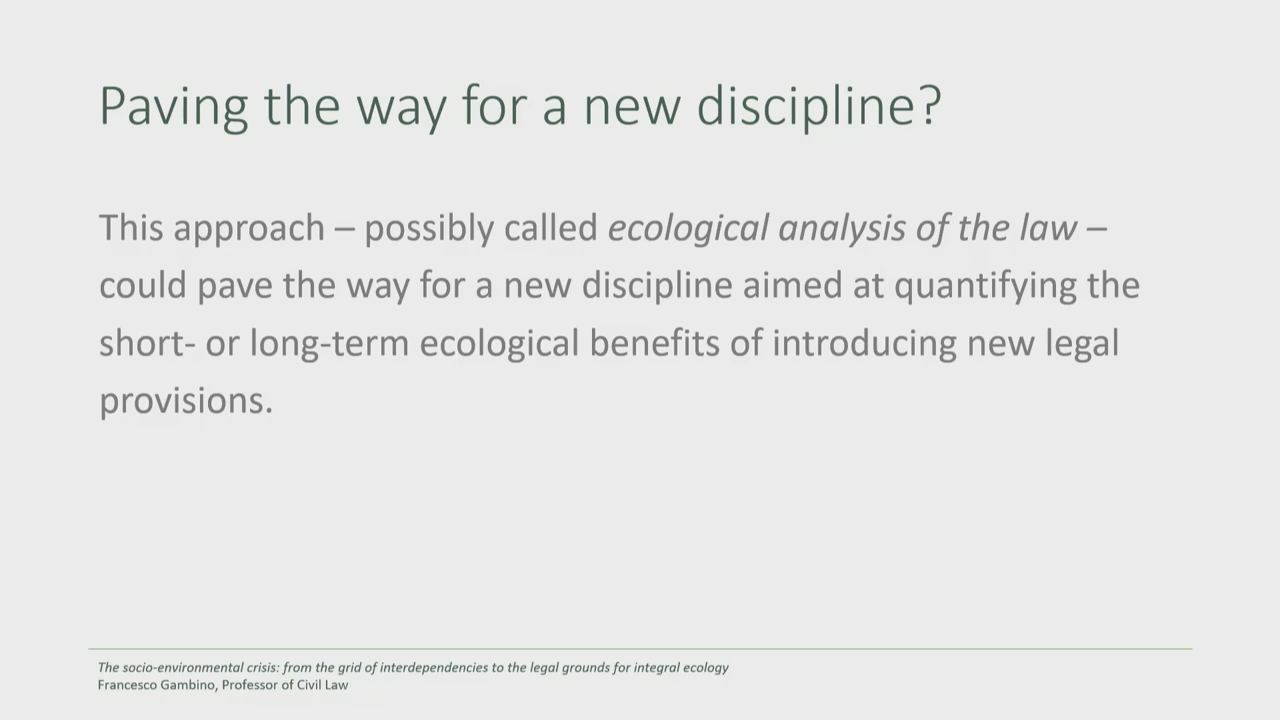 Paving the way for a new discipline?
This approach – possibly called ecological analysis of the law –
could pave the way for a new discipline aimed at quantifying the
short- or long-term ecological benefits of introducing new legal
provisions.
The socio-environmental crisis: from the grid of interdependencies to the legal grounds for integral ecology
Francesco Gambino, Professor of Civil Law